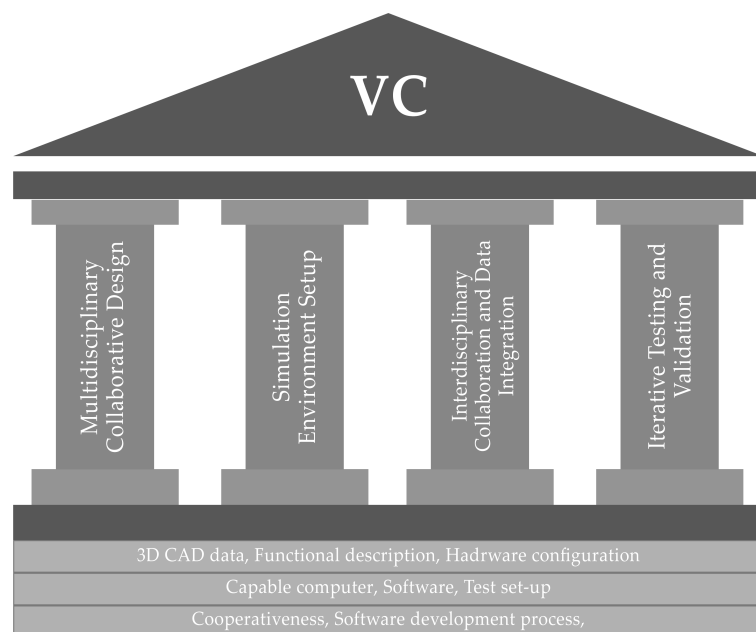 VC
Multidisciplinary
Collaborative Design
Simulation
Environment Setup
Interdisciplinary
Collaboration and Data
Integration
Iterative Testing and
Validation
3D CAD data, Functional description, Hadrware configuration
Capable computer, Software, Test set-up
Cooperativeness, Software development process,